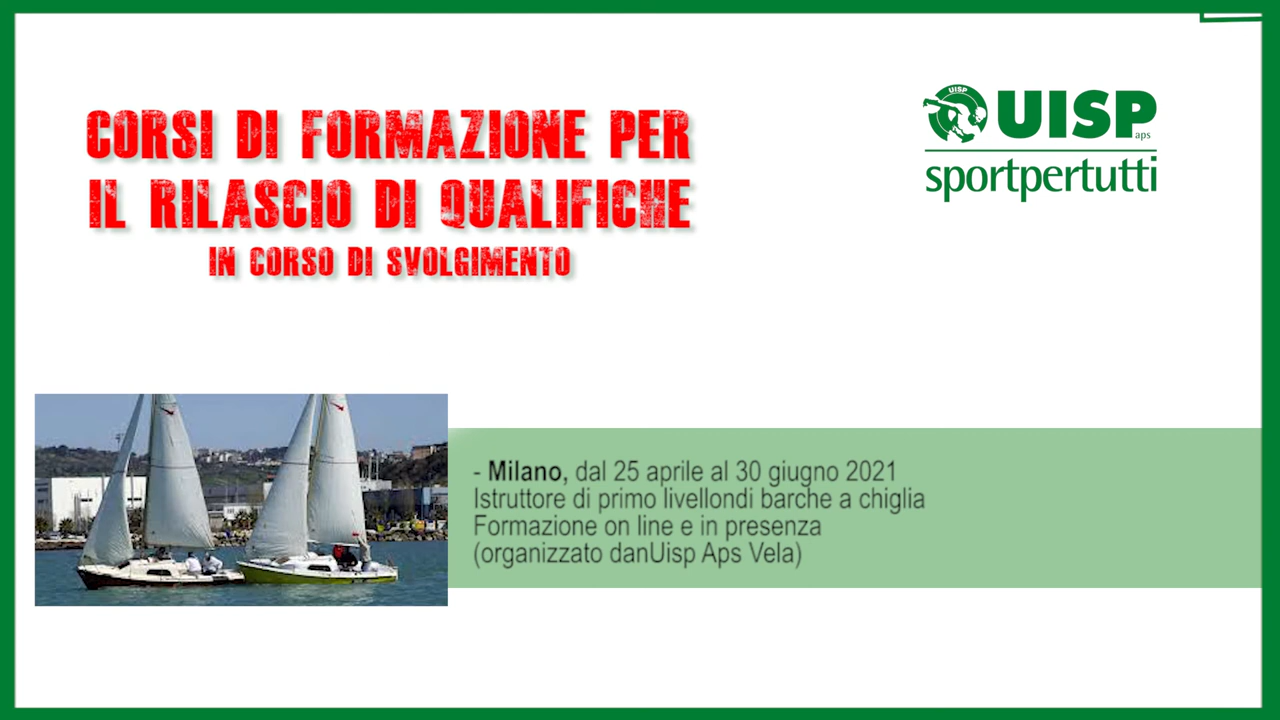 CORSI DI FORMAZIONE PER
IL RILASCIO DI QUALIFICHE
IN CORSO DI SVOLGIMENTO
UISP
UISP
aps
sportpertutti
- Milano, dal 25 aprile al 30 giugno 2021
Istruttore di primo livellondi barche a chiglia
Formazione on line e in presenza
(organizzato danUisp Aps Vela)